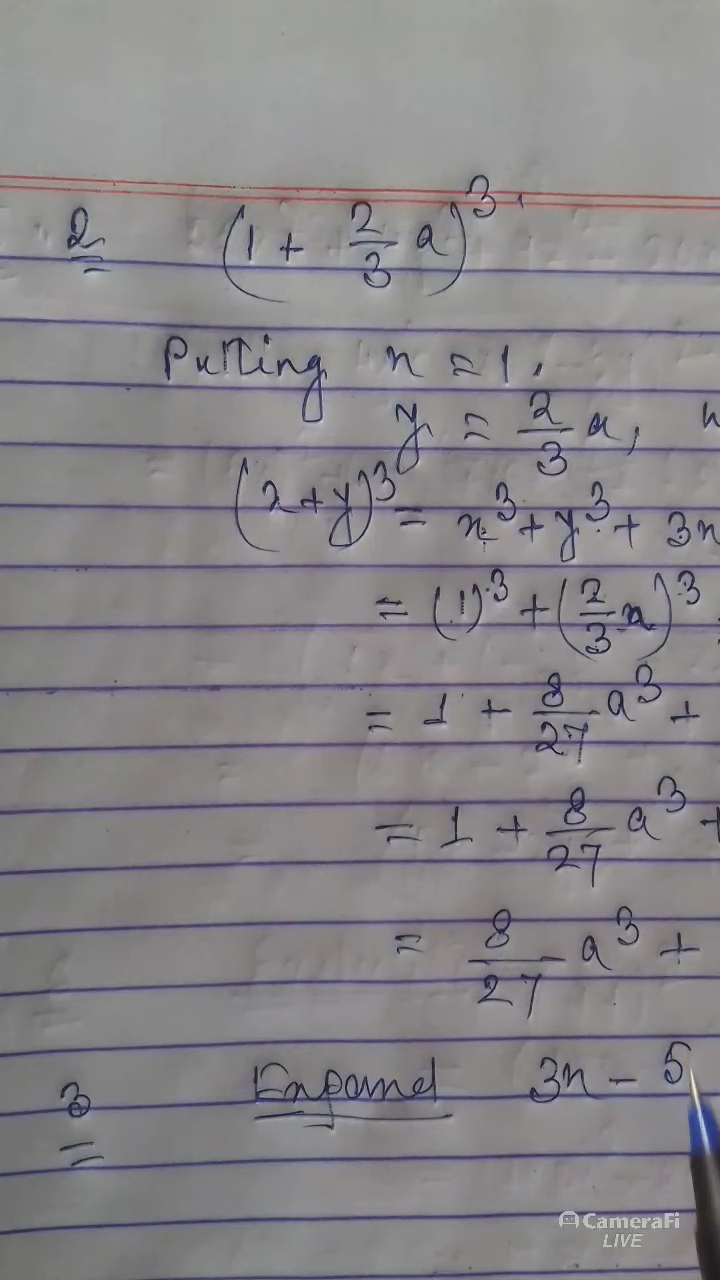 2 (1 + 2/3 a)^3.
Putting x = 1,
y = 2/3 a,
(x+y)^3 = x^3 + y^3 + 3x
= (1)^3 + (2/3 a)^3
= 1 + 8/27 a^3 +
= 1 + 8/27 a^3 +
= 8/27 a^3 +
3 Expand 3x - 5
CameraFi
LIVE